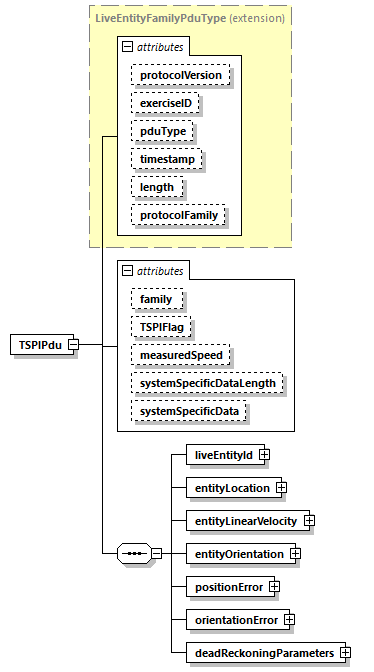 LiveEntityFamilyPduType (extension)
attributes
protocolVersion
exerciseID
pduType
timestamp
length
protocolFamily
attributes
family
TSPIFlag
measuredSpeed
systemSpecificDataLength
systemSpecificData
TSPIPdu
liveEntityId
entityLocation
entityLinearVelocity
entityOrientation
positionError
orientationError
deadReckoningParameters